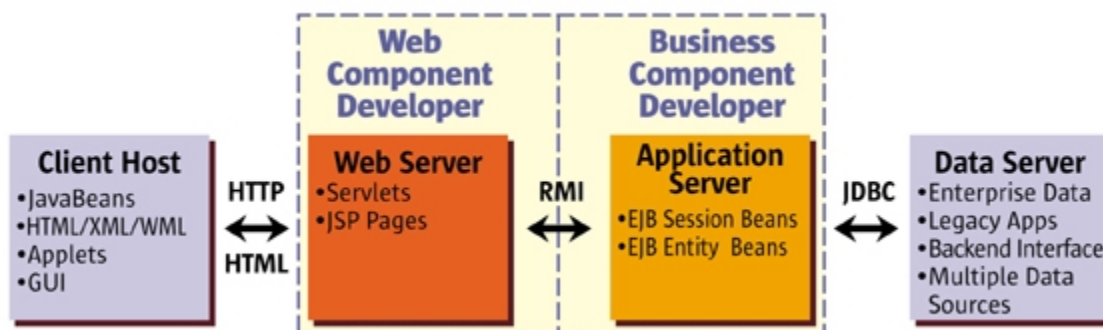 Web
Component
Developer
Business
Component
Developer
Client Host
•JavaBeans
•HTML/XML/WML
•Applets
•GUI
HTTP
HTML
Web Server
•Servlets
•JSP Pages
RMI
Application
Server
•EJB Session Beans
•EJB Entity Beans
JDBC
Data Server
•Enterprise Data
•Legacy Apps
•Backend Interface
•Multiple Data
Sources